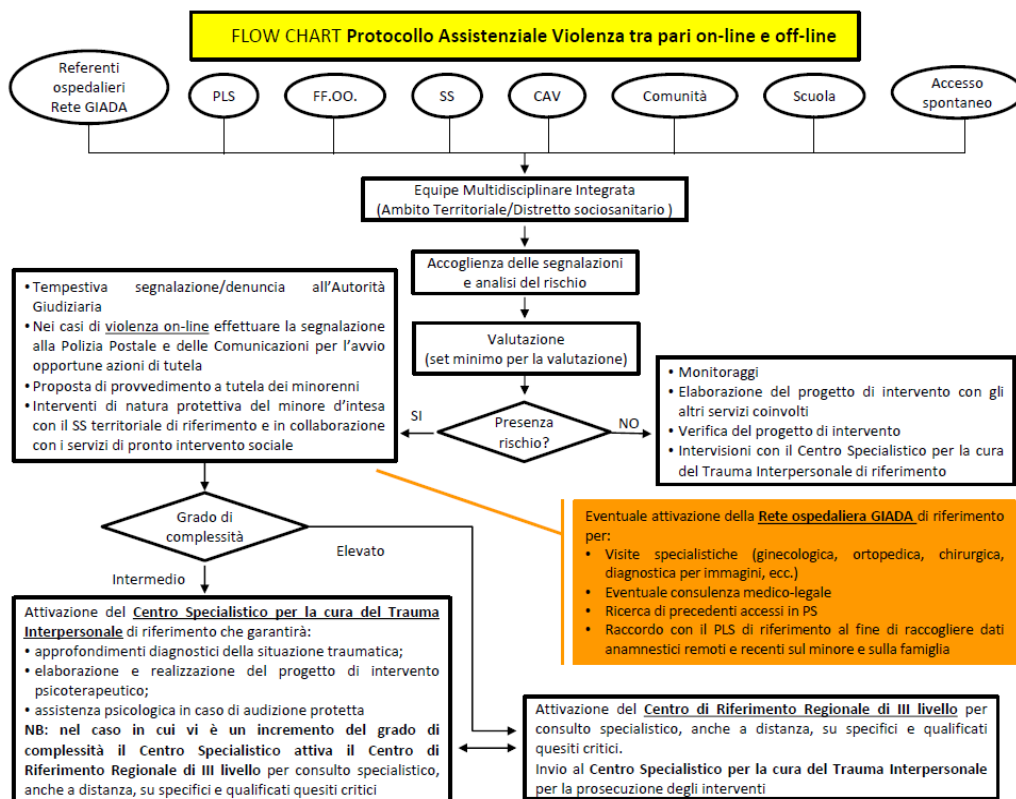 FLOW CHART Protocollo Assistenziale Violenza tra pari on-line e off-line
Referenti
ospedalieri
Rete GIADA
PLS
FF.OO.
SS
CAV
Comunità
Scuola
Accesso
spontaneo
Equipe Multidisciplinare Integrata
(Ambito Territoriale/Distretto sociosanitario )
Accoglienza delle segnalazioni
e analisi del rischio
Valutazione
(set minimo per la valutazione)
Presenza
rischio?
SI
NO
• Tempestiva segnalazione/denuncia all'Autorità
Giudiziaria
• Nei casi di violenza on-line effettuare la segnalazione
alla Polizia Postale e delle Comunicazioni per l'avvio
opportune azioni di tutela
• Proposta di provvedimento a tutela dei minorenni
• Interventi di natura protettiva del minore d'intesa
con il SS territoriale di riferimento e in collaborazione
con i servizi di pronto intervento sociale
• Monitoraggi
• Elaborazione del progetto di intervento con gli
altri servizi coinvolti
• Verifica del progetto di intervento
• Intervisioni con il Centro Specialistico per la cura
del Trauma Interpersonale di riferimento
Grado di
complessità
Elevato
Intermedio
Eventuale attivazione della Rete ospedaliera GIADA di riferimento
per:
• Visite specialistiche (ginecologica, ortopedica, chirurgica,
diagnostica per immagini, ecc.)
• Eventuale consulenza medico-legale
• Ricerca di precedenti accessi in PS
• Raccordo con il PLS di riferimento al fine di raccogliere dati
anamnestici remoti e recenti sul minore e sulla famiglia
Attivazione del Centro Specialistico per la cura del Trauma
Interpersonale di riferimento che garantirà:
• approfondimenti diagnostici della situazione traumatica;
• elaborazione e realizzazione del progetto di intervento
psicoterapeutico;
• assistenza psicologica in caso di audizione protetta
NB: nel caso in cui vi è un incremento del grado di
complessità il Centro Specialistico attiva il Centro di
Riferimento Regionale di III livello per consulto specialistico,
anche a distanza, su specifici e qualificati quesiti critici
Attivazione del Centro di Riferimento Regionale di III livello per
consulto specialistico, anche a distanza, su specifici e qualificati
quesiti critici.
Invio al Centro Specialistico per la cura del Trauma Interpersonale
per la prosecuzione degli interventi